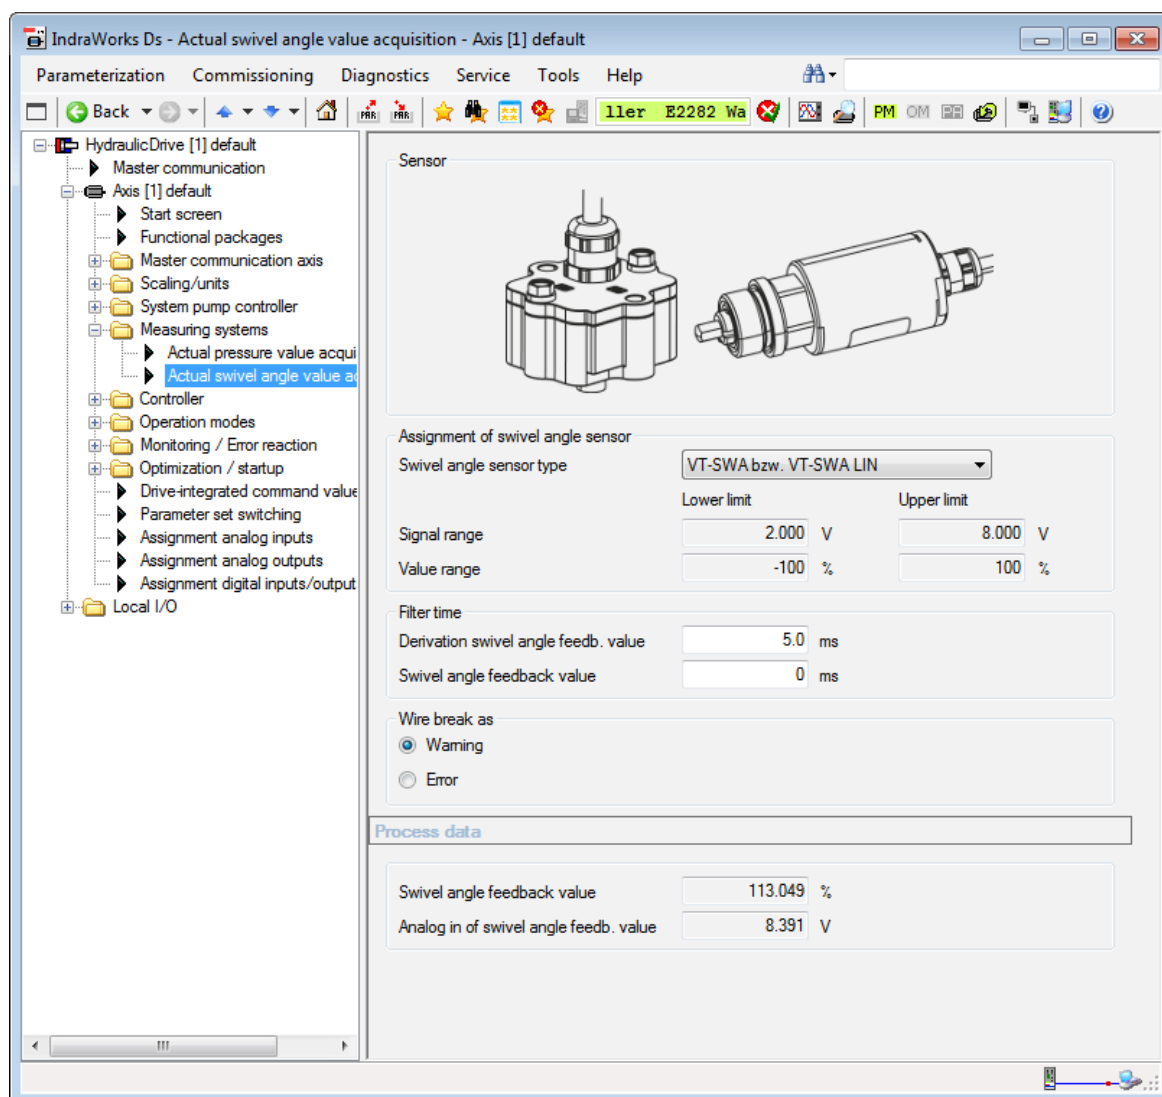 IndraWorks Ds - Actual swivel angle value acquisition - Axis [1] default
Parameterization Commissioning Diagnostics Service Tools Help
Back PAR PAR ller E2282 Wa PM OM
HydraulicDrive [1] default
Master communication
Axis [1] default
Start screen
Functional packages
Master communication axis
Scaling/units
System pump controller
Measuring systems
Actual pressure value acqui
Actual swivel angle value ac
Controller
Operation modes
Monitoring / Error reaction
Optimization / startup
Drive-integrated command value
Parameter set switching
Assignment analog inputs
Assignment analog outputs
Assignment digital inputs/output
Local I/O
Sensor
Assignment of swivel angle sensor
Swivel angle sensor type VT-SWA bzw. VT-SWA LIN
Lower limit Upper limit
Signal range 2.000 V 8.000 V
Value range -100 % 100 %
Filter time
Derivation swivel angle feedb. value 5.0 ms
Swivel angle feedback value 0 ms
Wire break as
Warning
Error
Process data
Swivel angle feedback value 113.049 %
Analog in of swivel angle feedb. value 8.391 V